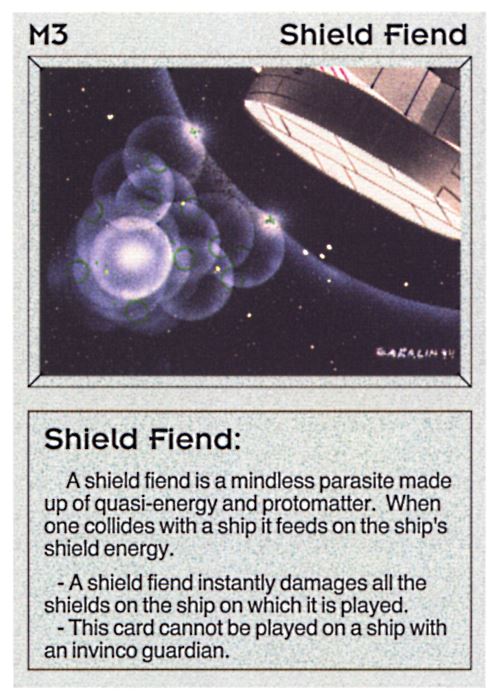 M3 Shield Fiend
GARALIN 94
Shield Fiend:
A shield fiend is a mindless parasite made
up of quasi-energy and protomatter. When
one collides with a ship it feeds on the ship's
shield energy.
- A shield fiend instantly damages all the
shields on the ship on which it is played.
- This card cannot be played on a ship with
an invinco guardian.